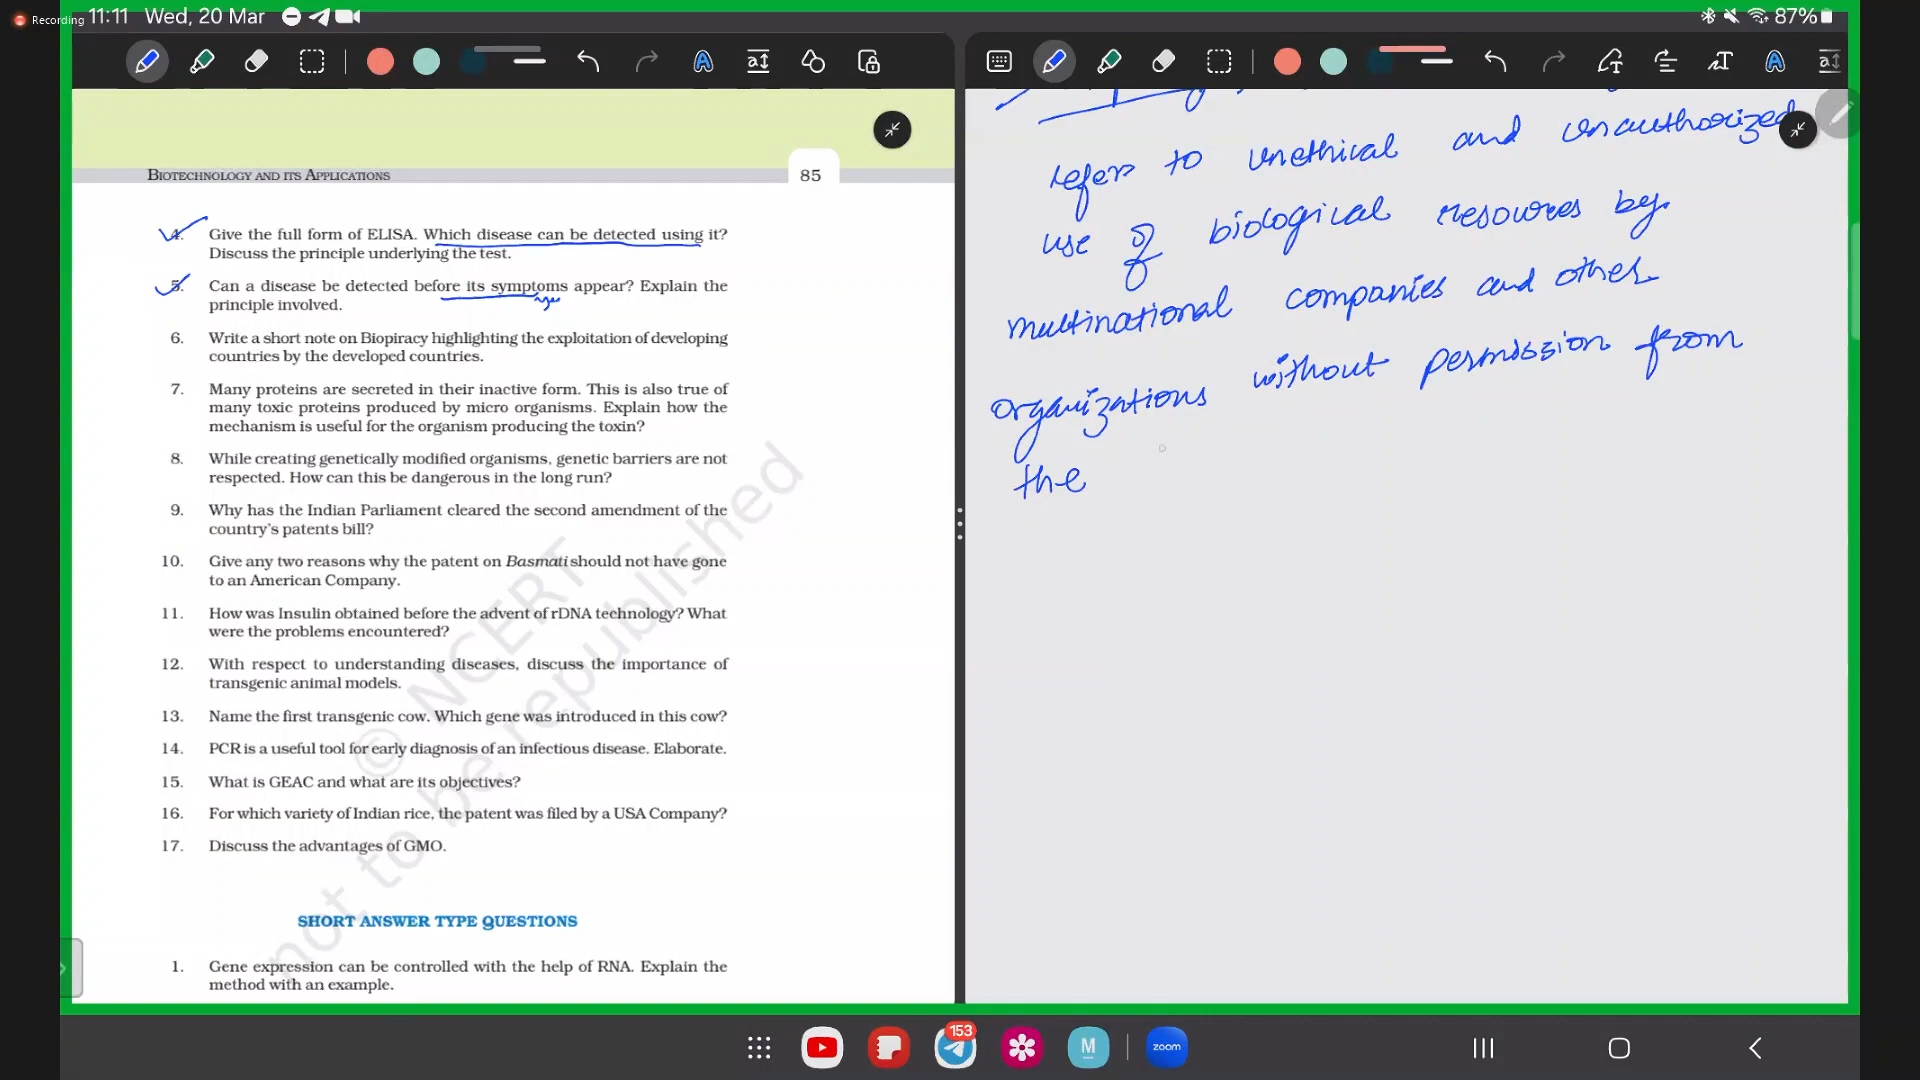 Recording 11:11 Wed, 20 Mar
87%
BIOTECHNOLOGY AND ITS APPLICATIONS 85
4. Give the full form of ELISA. Which disease can be detected using it?
Discuss the principle underlying the test.
5. Can a disease be detected before its symptoms appear? Explain the
principle involved.
6. Write a short note on Biopiracy highlighting the exploitation of developing
countries by the developed countries.
7. Many proteins are secreted in their inactive form. This is also true of
many toxic proteins produced by micro organisms. Explain how the
mechanism is useful for the organism producing the toxin?
8. While creating genetically modified organisms, genetic barriers are not
respected. How can this be dangerous in the long run?
9. Why has the Indian Parliament cleared the second amendment of the
country's patents bill?
10. Give any two reasons why the patent on Basmati should not have gone
to an American Company.
11. How was Insulin obtained before the advent of rDNA technology? What
were the problems encountered?
12. With respect to understanding diseases, discuss the importance of
transgenic animal models.
13. Name the first transgenic cow. Which gene was introduced in this cow?
14. PCR is a useful tool for early diagnosis of an infectious disease. Elaborate.
15. What is GEAC and what are its objectives?
16. For which variety of Indian rice, the patent was filed by a USA Company?
17. Discuss the advantages of GMO.
SHORT ANSWER TYPE QUESTIONS
1. Gene expression can be controlled with the help of RNA. Explain the
method with an example.
© NCERT
not to be republished
refers to unethical and unauthorized
use of biological resources by
multinational companies and other
organizations without permission from
the
153
M
zoom